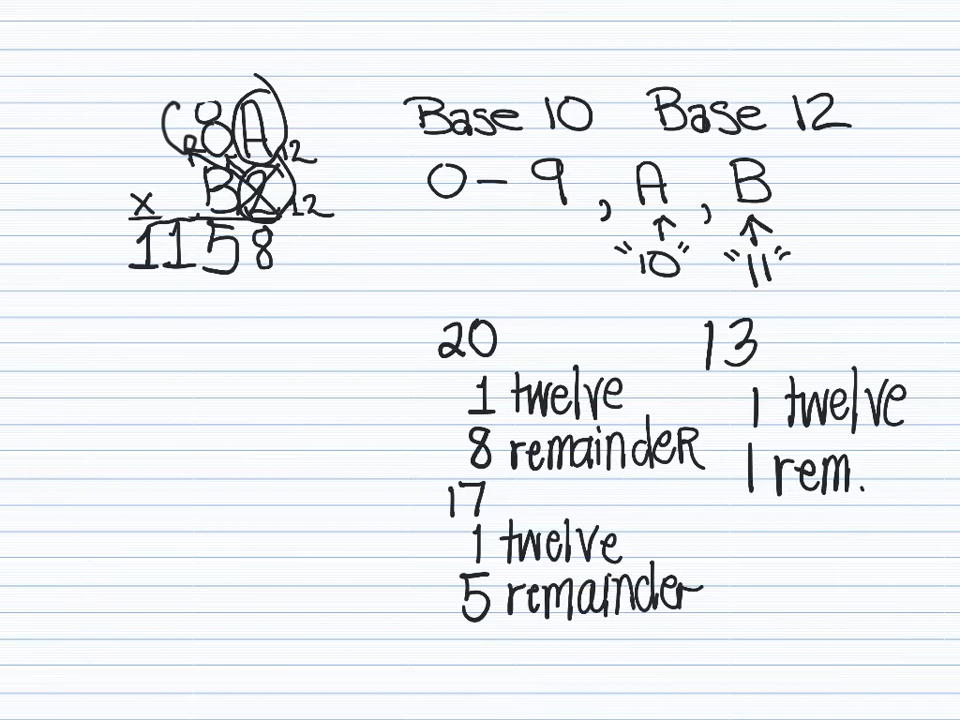 8A12
x B212
1158
Base 10 Base 12
0-9, A, B
"10" "11"
20
1 twelve
8 remainder
17
1 twelve
5 remainder
13
1 twelve
1 rem.